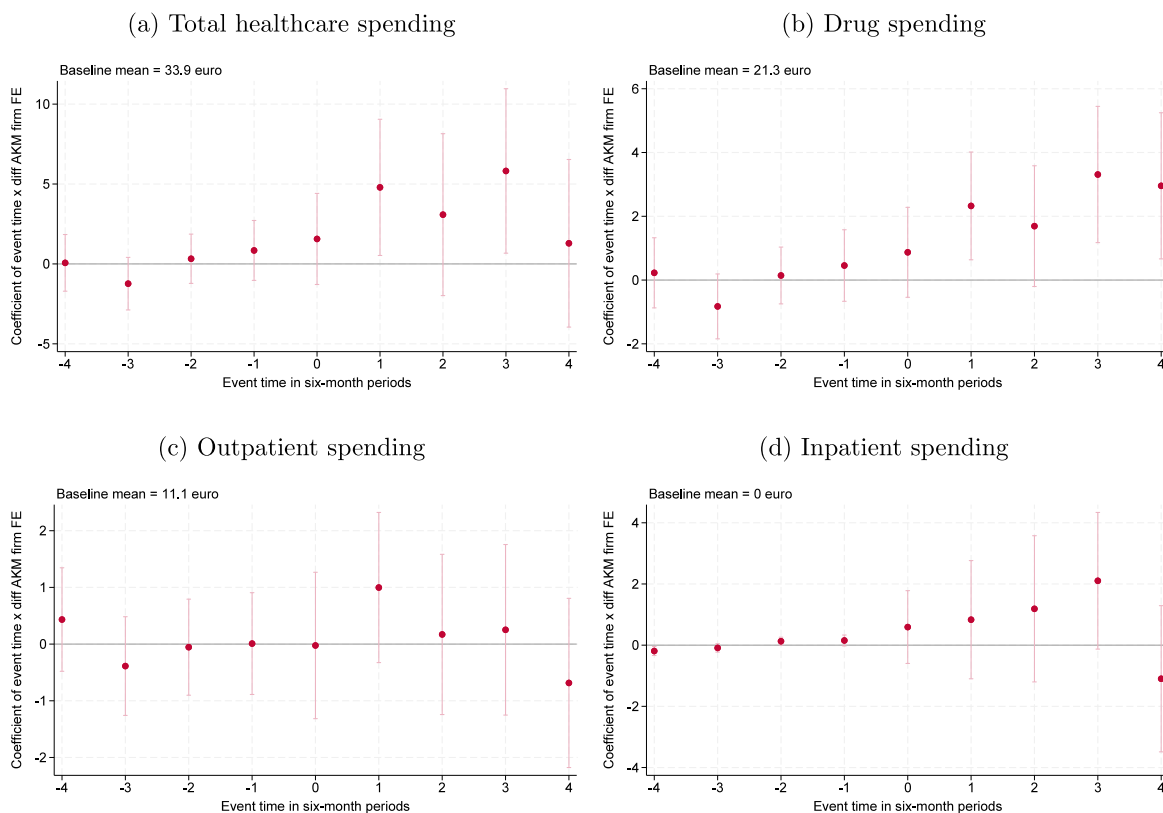 (a) Total healthcare spending
Baseline mean = 33.9 euro
Coefficient of event time x diff AKM firm FE
10
5
0
-5
-4 -3 -2 -1 0 1 2 3 4
Event time in six-month periods
(b) Drug spending
Baseline mean = 21.3 euro
Coefficient of event time x diff AKM firm FE
6
4
2
0
-2
-4 -3 -2 -1 0 1 2 3 4
Event time in six-month periods
(c) Outpatient spending
Baseline mean = 11.1 euro
Coefficient of event time x diff AKM firm FE
2
1
0
-1
-2
-4 -3 -2 -1 0 1 2 3 4
Event time in six-month periods
(d) Inpatient spending
Baseline mean = 0 euro
Coefficient of event time x diff AKM firm FE
4
2
0
-2
-4
-4 -3 -2 -1 0 1 2 3 4
Event time in six-month periods